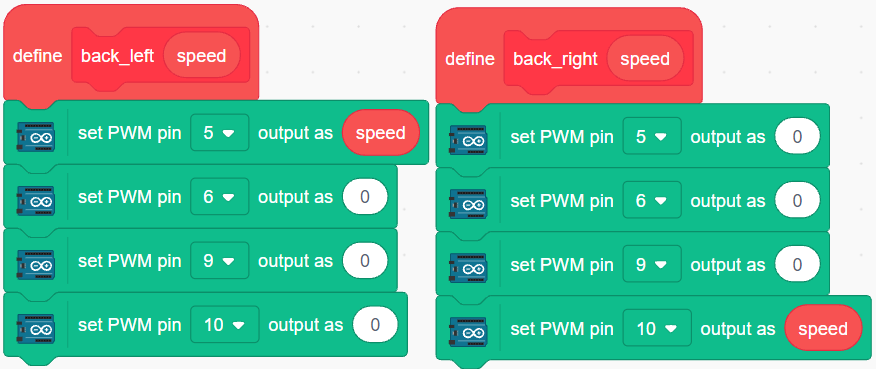 define back_left speed
set PWM pin 5 output as speed
set PWM pin 6 output as 0
set PWM pin 9 output as 0
set PWM pin 10 output as 0
define back_right speed
set PWM pin 5 output as 0
set PWM pin 6 output as 0
set PWM pin 9 output as 0
set PWM pin 10 output as speed